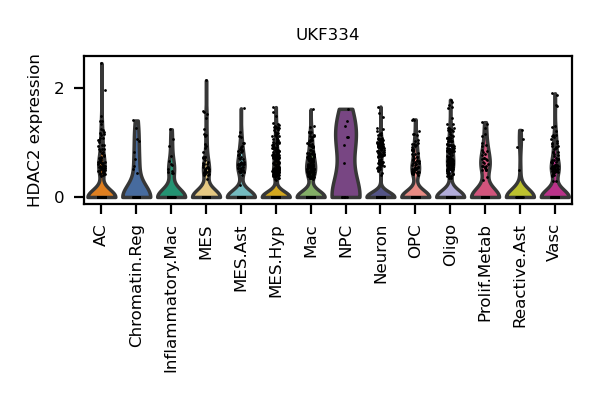 UKF334
HDAC2 expression
2
0
AC
Chromatin.Reg
Inflammatory.Mac
MES
MES.Ast
MES.Hyp
Mac
NPC
Neuron
OPC
Oligo
Prolif.Metab
Reactive.Ast
Vasc